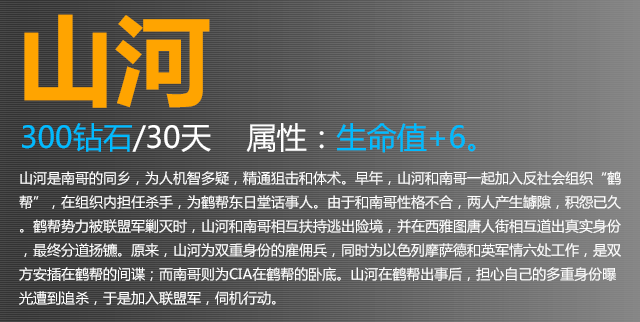 山河
300钻石/30天 属性：生命值+6。
山河是南哥的同乡，为人机智多疑，精通狙击和体术。早年，山河和南哥一起加入反社会组织“鹤
帮”，在组织内担任杀手，为鹤帮东日堂话事人。由于和南哥性格不合，两人产生罅隙，积怨已久
。鹤帮势力被联盟军剿灭时，山河和南哥相互扶持逃出险境，并在西雅图唐人街相互道出真实身份
，最终分道扬镳。原来，山河为双重身份的雇佣兵，同时为以色列摩萨德和英军情六处工作，是双
方安插在鹤帮的间谍；而南哥则为CIA在鹤帮的卧底。山河在鹤帮出事后，担心自己的多重身份曝
光遭到追杀，于是加入联盟军，伺机行动。